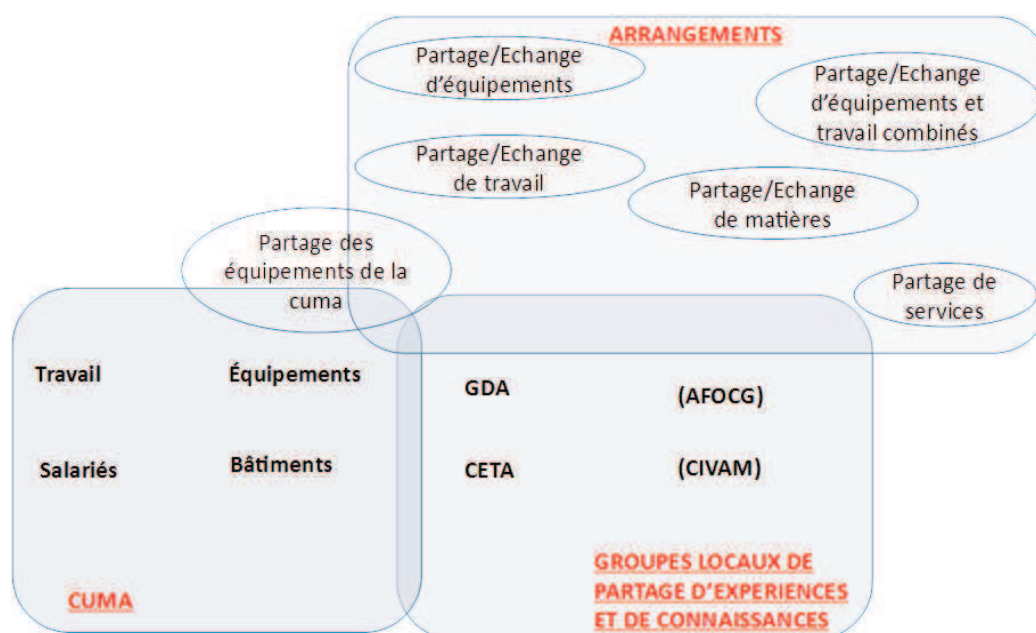 ARRANGEMENTS
Partage/Echange
d'équipements
Partage/Echange
d'équipements et
travail combinés
Partage/Echange
de travail
Partage/Echange
de matières
Partage des
équipements de la
cuma
Partage de
services
Travail
Équipements
Salariés
Bâtiments
CUMA
GDA
(AFOCG)
CETA
(CIVAM)
GROUPES LOCAUX DE
PARTAGE D'EXPERIENCES
ET DE CONNAISSANCES